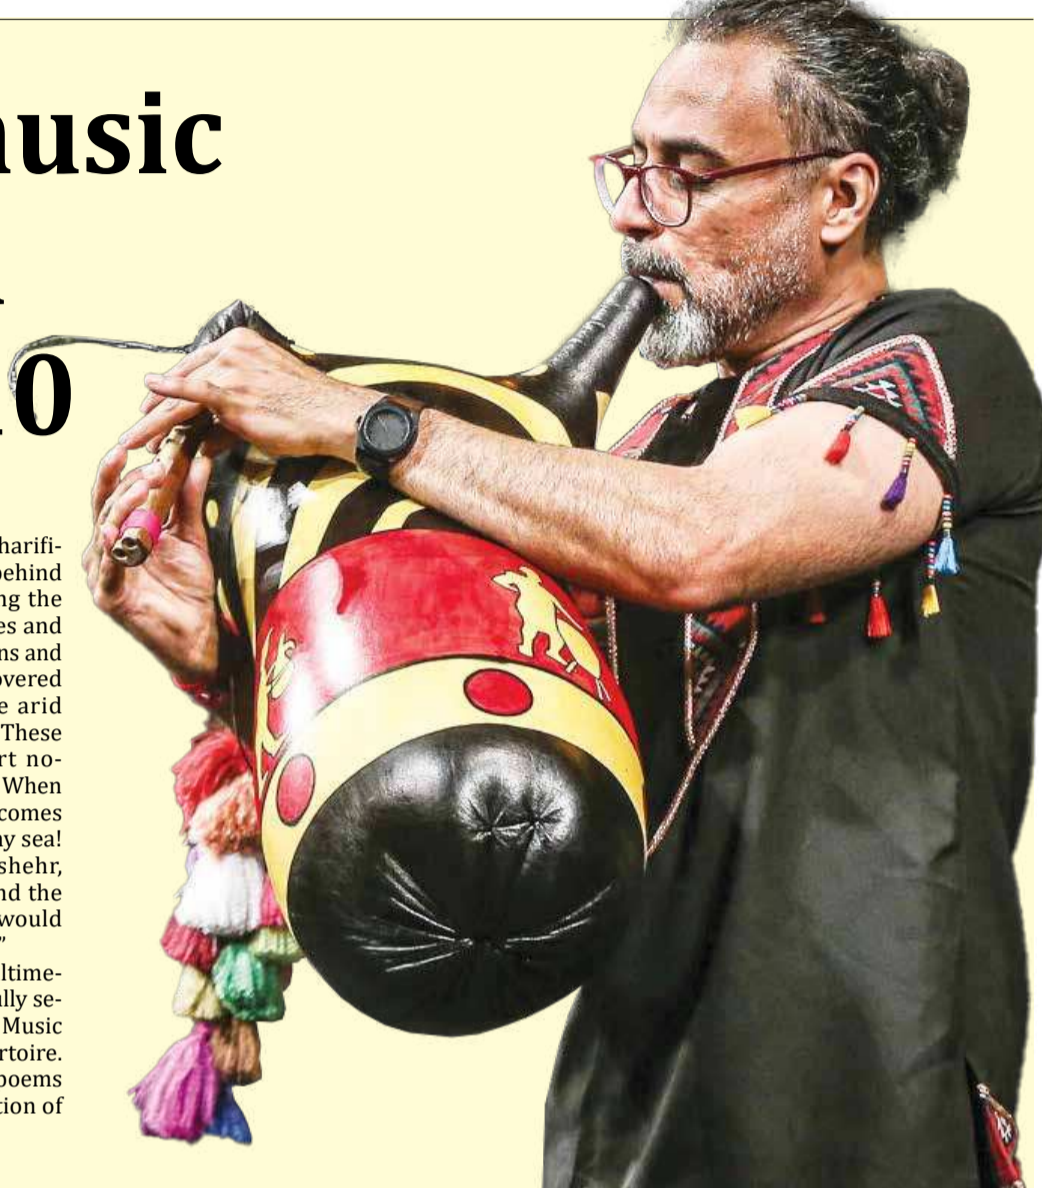 usic
0
harifi-
behind
ng the
es and
ns and
overed
e arid
These
rt no-
When
comes
ny sea!
shehr,
nd the
would
”
ltime-
lly se-
Music
rtoire.
poems
tion of